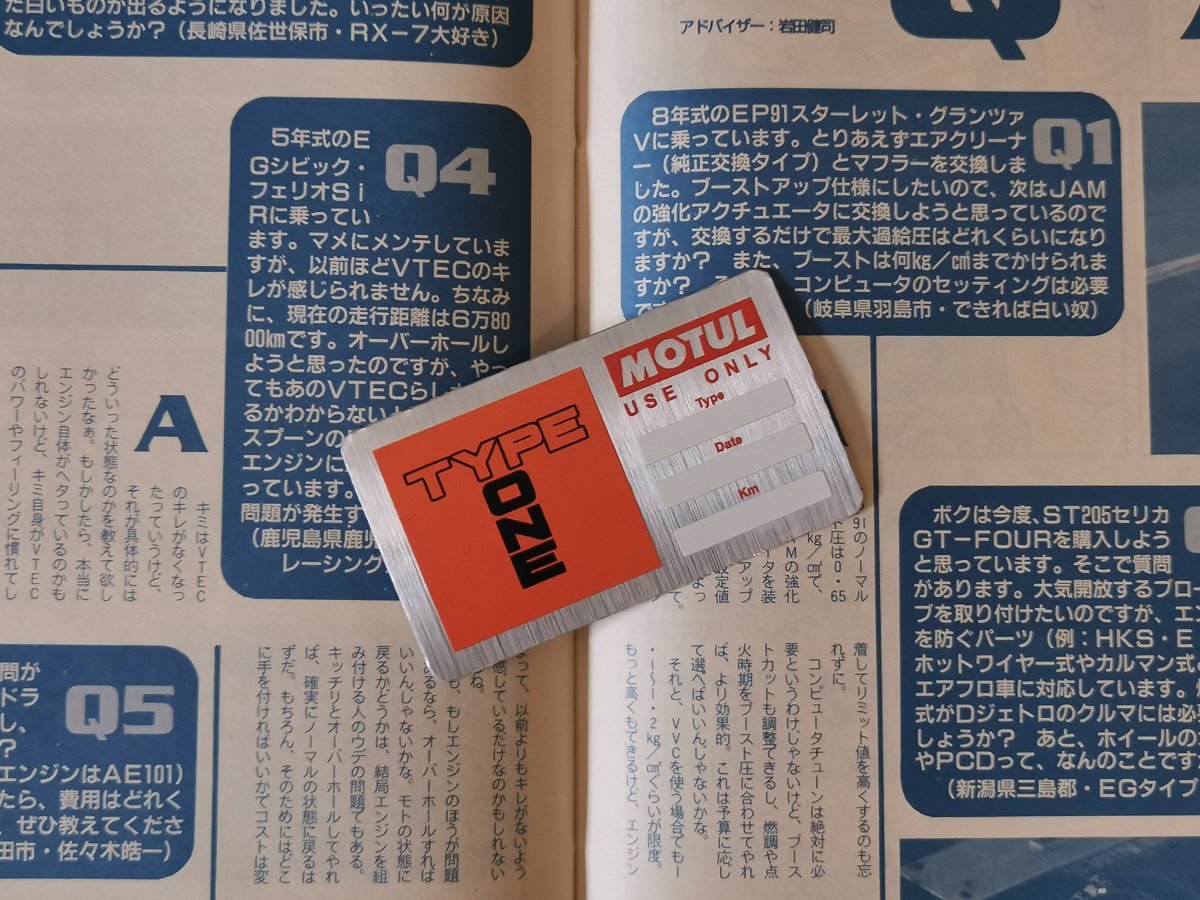 た白いものが出るようになりました。いったい何が原因
なんでしょうか?(長崎県佐世保市・RX−7大好き)
アドバイザー:岩田健司
Q
Q4
5年式のE
Gシビック・
フェリオSi
Rに乗ってい
ます。マメにメンテしていま
すが、以前ほどVTECのキ
レが感じられません。ちなみ
に、現在の走行距離は6万80
00kmです。オーバーホールし
ようと思ったのですが、やっ
てもあのVTECらし
るかわからない
スプーンの
エンジンに
っています。
問題が発生す
(鹿児島県鹿児
レーシング
Q1
8年式のEP91スターレット・グランツァ
Vに乗っています。とりあえずエアクリーナ
ー(純正交換タイプ)とマフラーを交換しま
した。ブーストアップ仕様にしたいので、次はJAM
の強化アクチュエータに交換しようと思っているので
すが、交換するだけで最大過給圧はどれくらいになり
ますか? また、ブーストは何kg/㎠までかけられま
すか?
コンピュータのセッティングは必要
(岐阜県羽島市・できれば白い奴)
MOTUL
USE ONLY
Type
Date
Km
TYPE
ONE
A
キミはVTEC
のキレがなくなっ
たっていうけど、
それが具体的には
どういった状態なのかを教えて欲し
かったなぁ。もしかしたら、本当に
エンジン自体がヘタっているのかも
しれないけど、キミ自身がVTEC
のパワーやフィーリングに慣れてし
よって、以前よりもキレがないよう
感じているだけなのかもしれない
ね。
も、もしエンジンのほうが問題
あるなら、オーバーホールすれば
いいんじゃないかな。モトの状態に
戻るかどうかは、結局エンジンを組
み付ける人のウデの問題でもある。
キッチリとオーバーホールしてやれ
ば、確実にノーマルの状態に戻るは
ずだ。もちろん、そのためにはどこ
に手を付ければいいかでコストは変
Q5
問が
ドラ
し、
?
エンジンはAE101)
たら、費用はどれく
、ぜひ教えてくださ
田市・佐々木皓一)
91のノーマル
ト圧は0・65
kg/㎠で、
Mの強化
タを装
アップ
設定値
着してリミット値を高くするのも忘
れずに。
コンピュータチューンは絶対に必
要というわけじゃないけど、ブース
ト力ットも調整できるし、燃調や点
火時期をブースト圧に合わせてやれ
ば、より効果的。これは予算に応じ
て選べばいいんじゃないかな。
それと、VVCを使う場合でも1
・1〜1・2kg/㎠ぐらいが限度。
もっと高くもできるけど、エンジン
ボクは今度、ST205セリカ
GT−FOURを購入しよう
と思っています。そこで質問
があります。大気開放するブロー
ブを取り付けたいのですが、エ
を防ぐパーツ(例:HKS・E
ホットワイヤー式やカルマン式
エアフロ車に対応しています。
式がDジェトロのクルマには必
しょうか? あと、ホイールの
やPCDって、なんのことです
(新潟県三島郡・EGタイプ